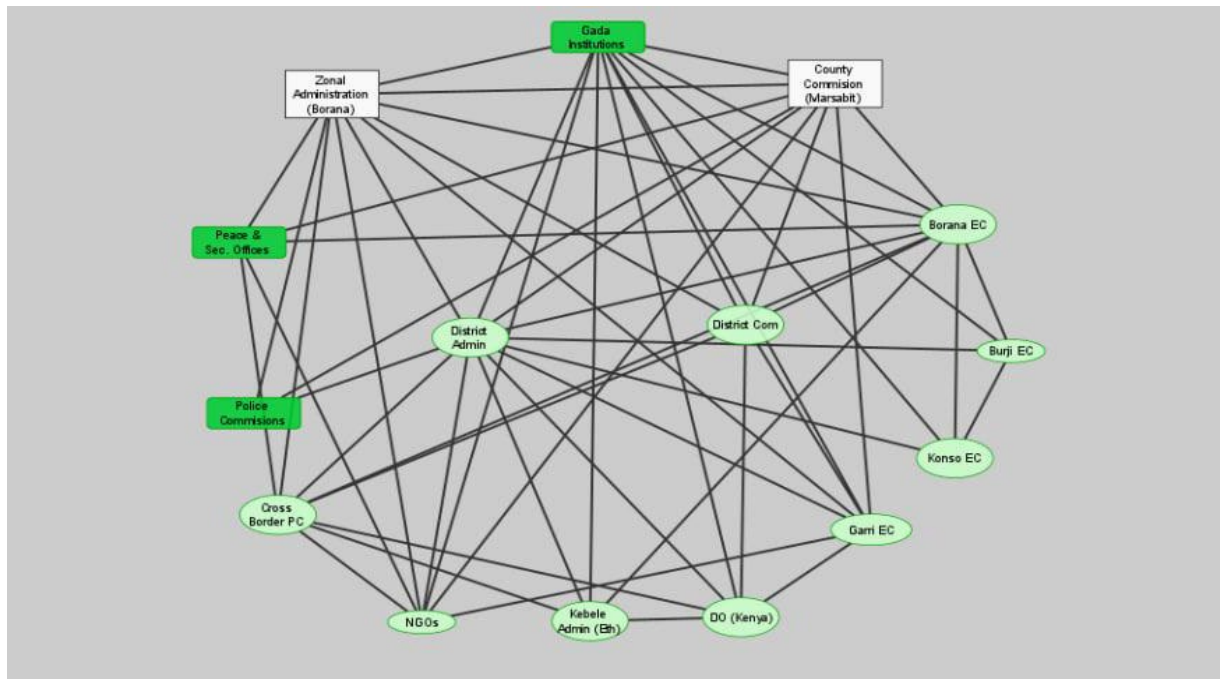 Gada
Institutions
Zonal
Administration
(Borana)
County
Commision
(Marsabit)
Peace &
Sec. Offices
Borana EC
District
Admin
District Com
Burji EC
Police
Commisions
Konso EC
Cross
Border PC
Garri EC
NGOs
Kebele
Admin (Eth)
DO (Kenya)